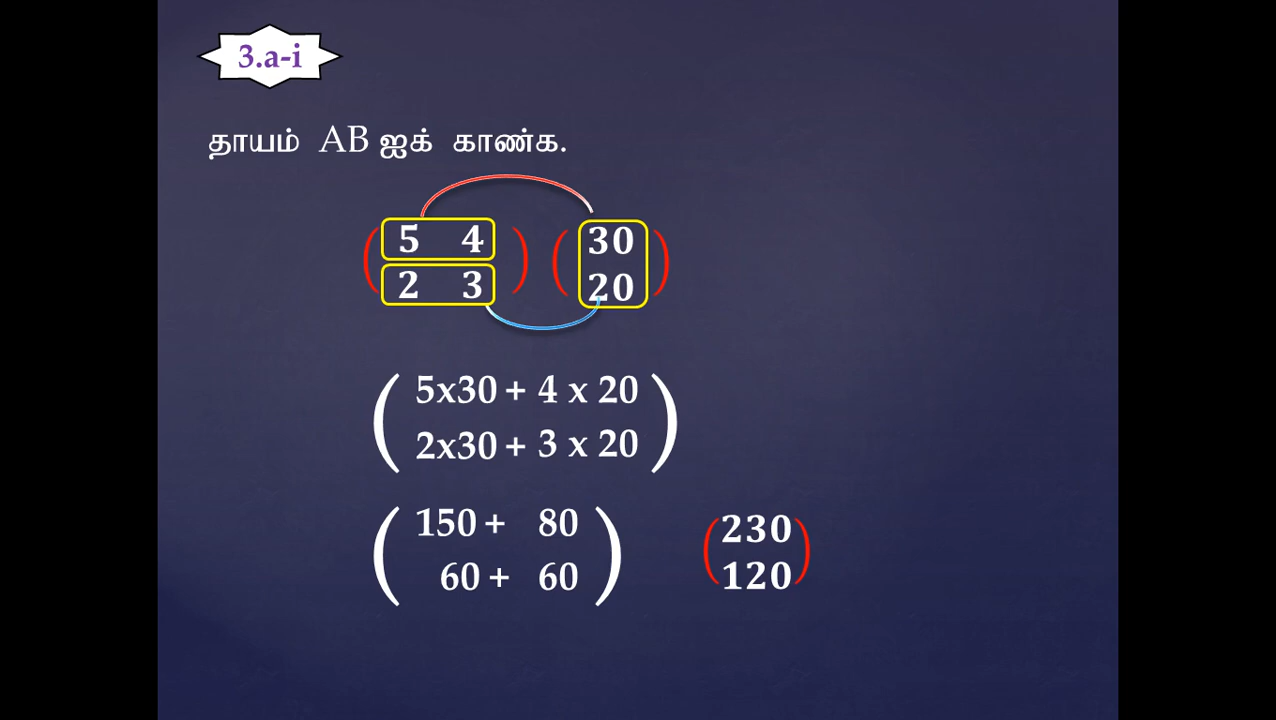 3.a-i
தாயம் AB ஐக் காண்க.
( 5 4 ) ( 30 )
( 2 3 ) ( 20 )
( 5x30 + 4 x 20 )
( 2x30 + 3 x 20 )
( 150 + 80 ) ( 230 )
( 60 + 60 ) ( 120 )